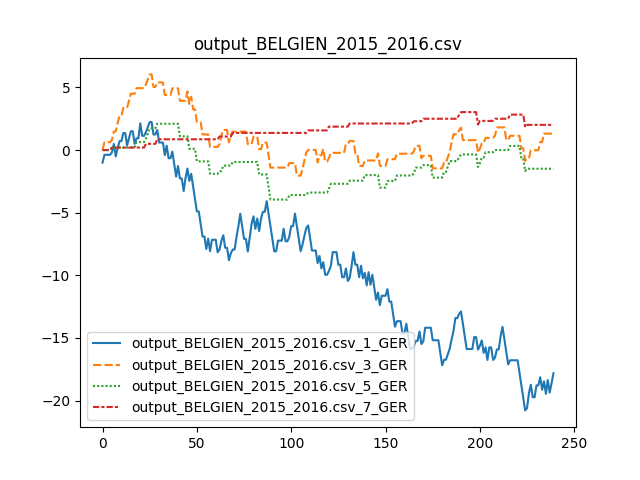 output_BELGIEN_2015_2016.csv
5
0
−5
−10
−15
−20
output_BELGIEN_2015_2016.csv_1_GER
output_BELGIEN_2015_2016.csv_3_GER
output_BELGIEN_2015_2016.csv_5_GER
output_BELGIEN_2015_2016.csv_7_GER
0 50 100 150 200 250